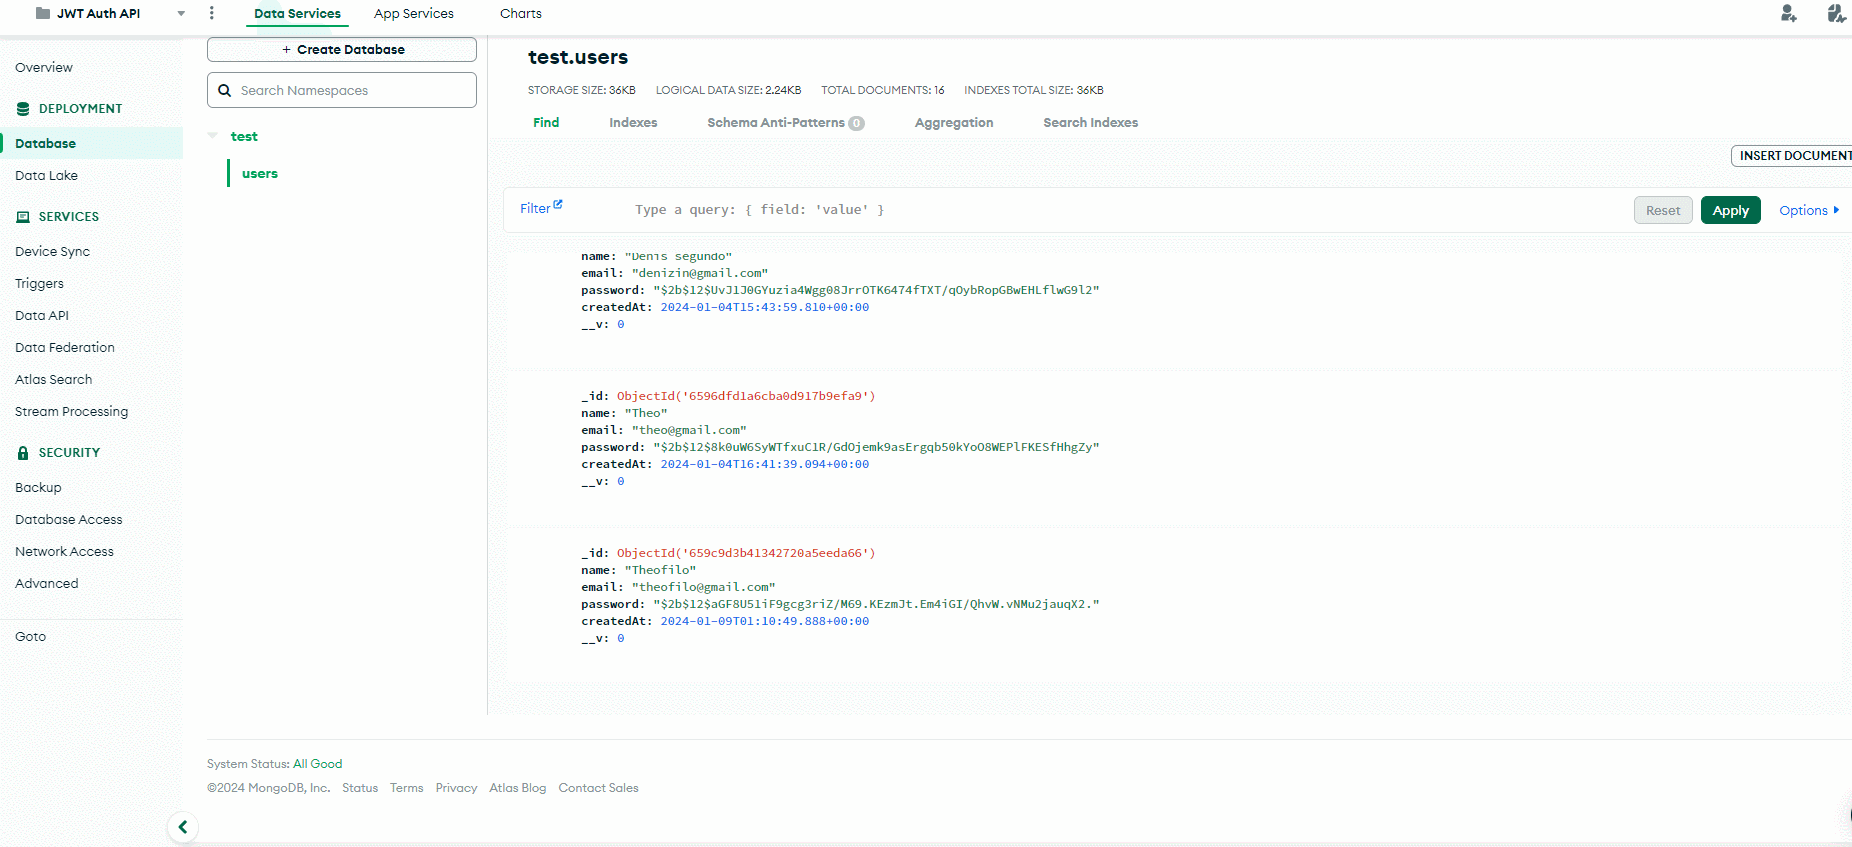 JWT Auth API
Data Services
App Services
Charts
Overview
DEPLOYMENT
Database
Data Lake
SERVICES
Device Sync
Triggers
Data API
Data Federation
Atlas Search
Stream Processing
SECURITY
Backup
Database Access
Network Access
Advanced
Goto
+ Create Database
Search Namespaces
test
users
test.users
STORAGE SIZE: 36KB LOGICAL DATA SIZE: 2.24KB TOTAL DOCUMENTS: 16 INDEXES TOTAL SIZE: 36KB
Find Indexes Schema Anti-Patterns 0 Aggregation Search Indexes
INSERT DOCUMENT
Filter Type a query: { field: 'value' } Reset Apply Options
name: "Denis segundo"
email: "denizin@gmail.com"
password: "$2b$12$UvJ1J0GYuzia4Wgg08JrrOTK6474fTXT/qOybRopGBwEHLflwG9l2"
createdAt: 2024-01-04T15:43:59.810+00:00
__v: 0
_id: ObjectId('6596dfd1a6cba0d917b9efa9')
name: "Theo"
email: "theo@gmail.com"
password: "$2b$12$8k0uW6SyWTfxuC1R/GdOjemk9asErgqb50kYoO8WEPlFKESfHhgZy"
createdAt: 2024-01-04T16:41:39.094+00:00
__v: 0
_id: ObjectId('659c9d3b41342720a5eeda66')
name: "Theofilo"
email: "theofilo@gmail.com"
password: "$2b$12$aGF8U51iF9gcg3riZ/M69.KEzmJt.Em4iGI/QhvW.vNMu2jauqX2."
createdAt: 2024-01-09T01:10:49.888+00:00
__v: 0
System Status: All Good
©2024 MongoDB, Inc. Status Terms Privacy Atlas Blog Contact Sales